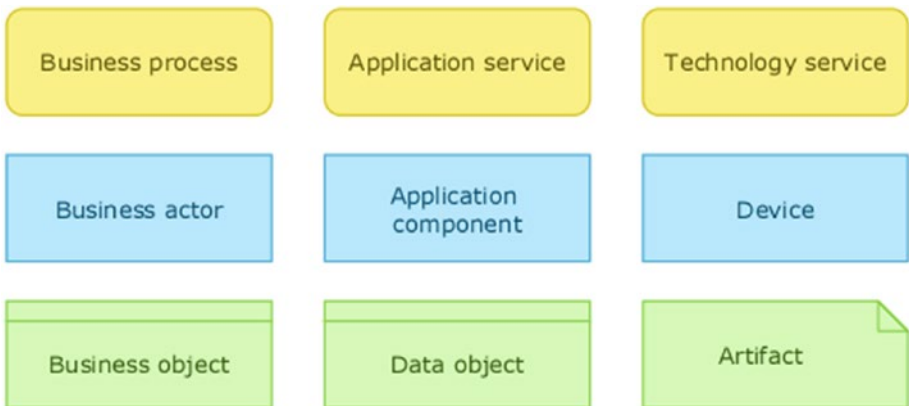 Business process
Application service
Technology service
Business actor
Application
component
Device
Business object
Data object
Artifact